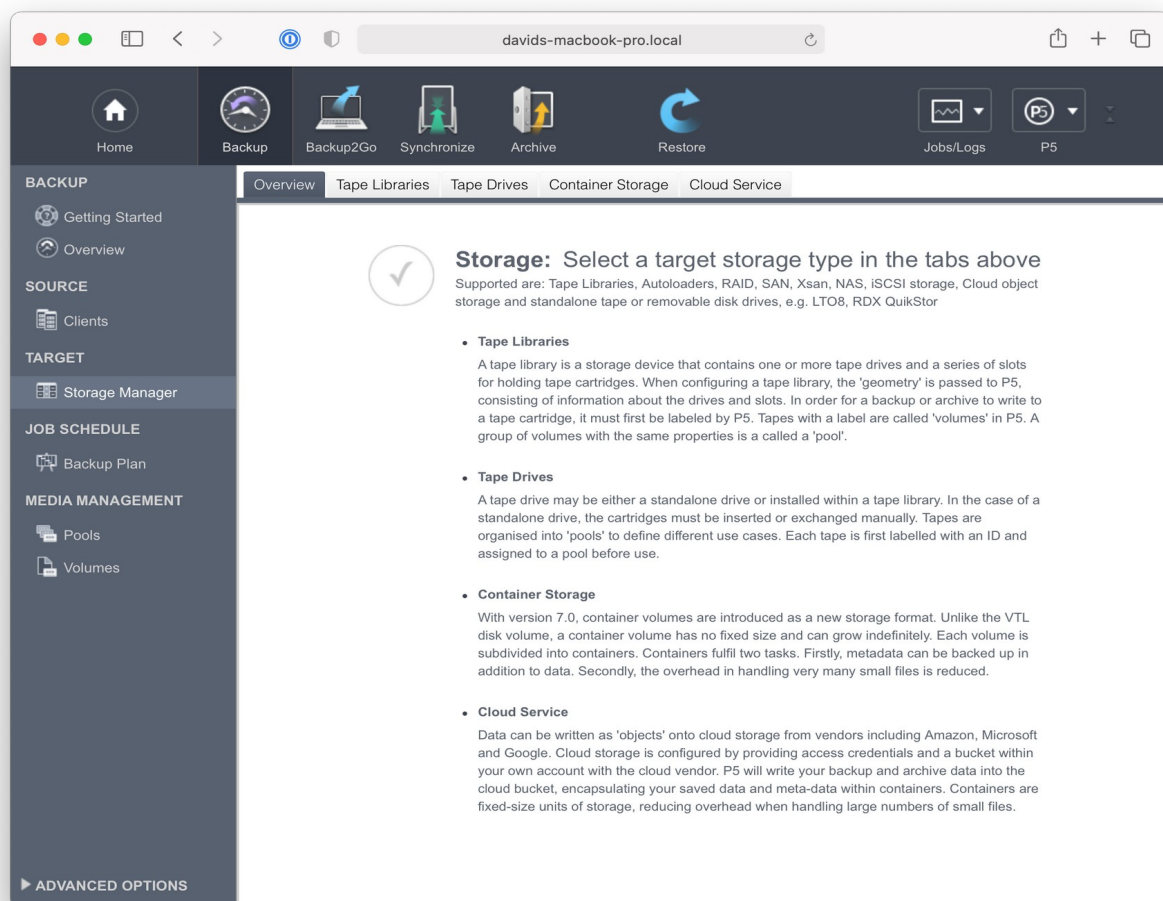 davids-macbook-pro.local
Home
Backup
Backup2Go
Synchronize
Archive
Restore
Jobs/Logs
P5
P5
BACKUP
Getting Started
Overview
SOURCE
Clients
TARGET
Storage Manager
JOB SCHEDULE
Backup Plan
MEDIA MANAGEMENT
Pools
Volumes
ADVANCED OPTIONS
Overview Tape Libraries Tape Drives Container Storage Cloud Service
Storage: Select a target storage type in the tabs above
Supported are: Tape Libraries, Autoloaders, RAID, SAN, Xsan, NAS, iSCSI storage, Cloud object
storage and standalone tape or removable disk drives, e.g. LTO8, RDX QuikStor
• Tape Libraries
A tape library is a storage device that contains one or more tape drives and a series of slots
for holding tape cartridges. When configuring a tape library, the 'geometry' is passed to P5,
consisting of information about the drives and slots. In order for a backup or archive to write to
a tape cartridge, it must first be labeled by P5. Tapes with a label are called 'volumes' in P5. A
group of volumes with the same properties is a called a 'pool'.
• Tape Drives
A tape drive may be either a standalone drive or installed within a tape library. In the case of a
standalone drive, the cartridges must be inserted or exchanged manually. Tapes are
organised into 'pools' to define different use cases. Each tape is first labelled with an ID and
assigned to a pool before use.
• Container Storage
With version 7.0, container volumes are introduced as a new storage format. Unlike the VTL
disk volume, a container volume has no fixed size and can grow indefinitely. Each volume is
subdivided into containers. Containers fulfil two tasks. Firstly, metadata can be backed up in
addition to data. Secondly, the overhead in handling very many small files is reduced.
• Cloud Service
Data can be written as 'objects' onto cloud storage from vendors including Amazon, Microsoft
and Google. Cloud storage is configured by providing access credentials and a bucket within
your own account with the cloud vendor. P5 will write your backup and archive data into the
cloud bucket, encapsulating your saved data and meta-data within containers. Containers are
fixed-size units of storage, reducing overhead when handling large numbers of small files.